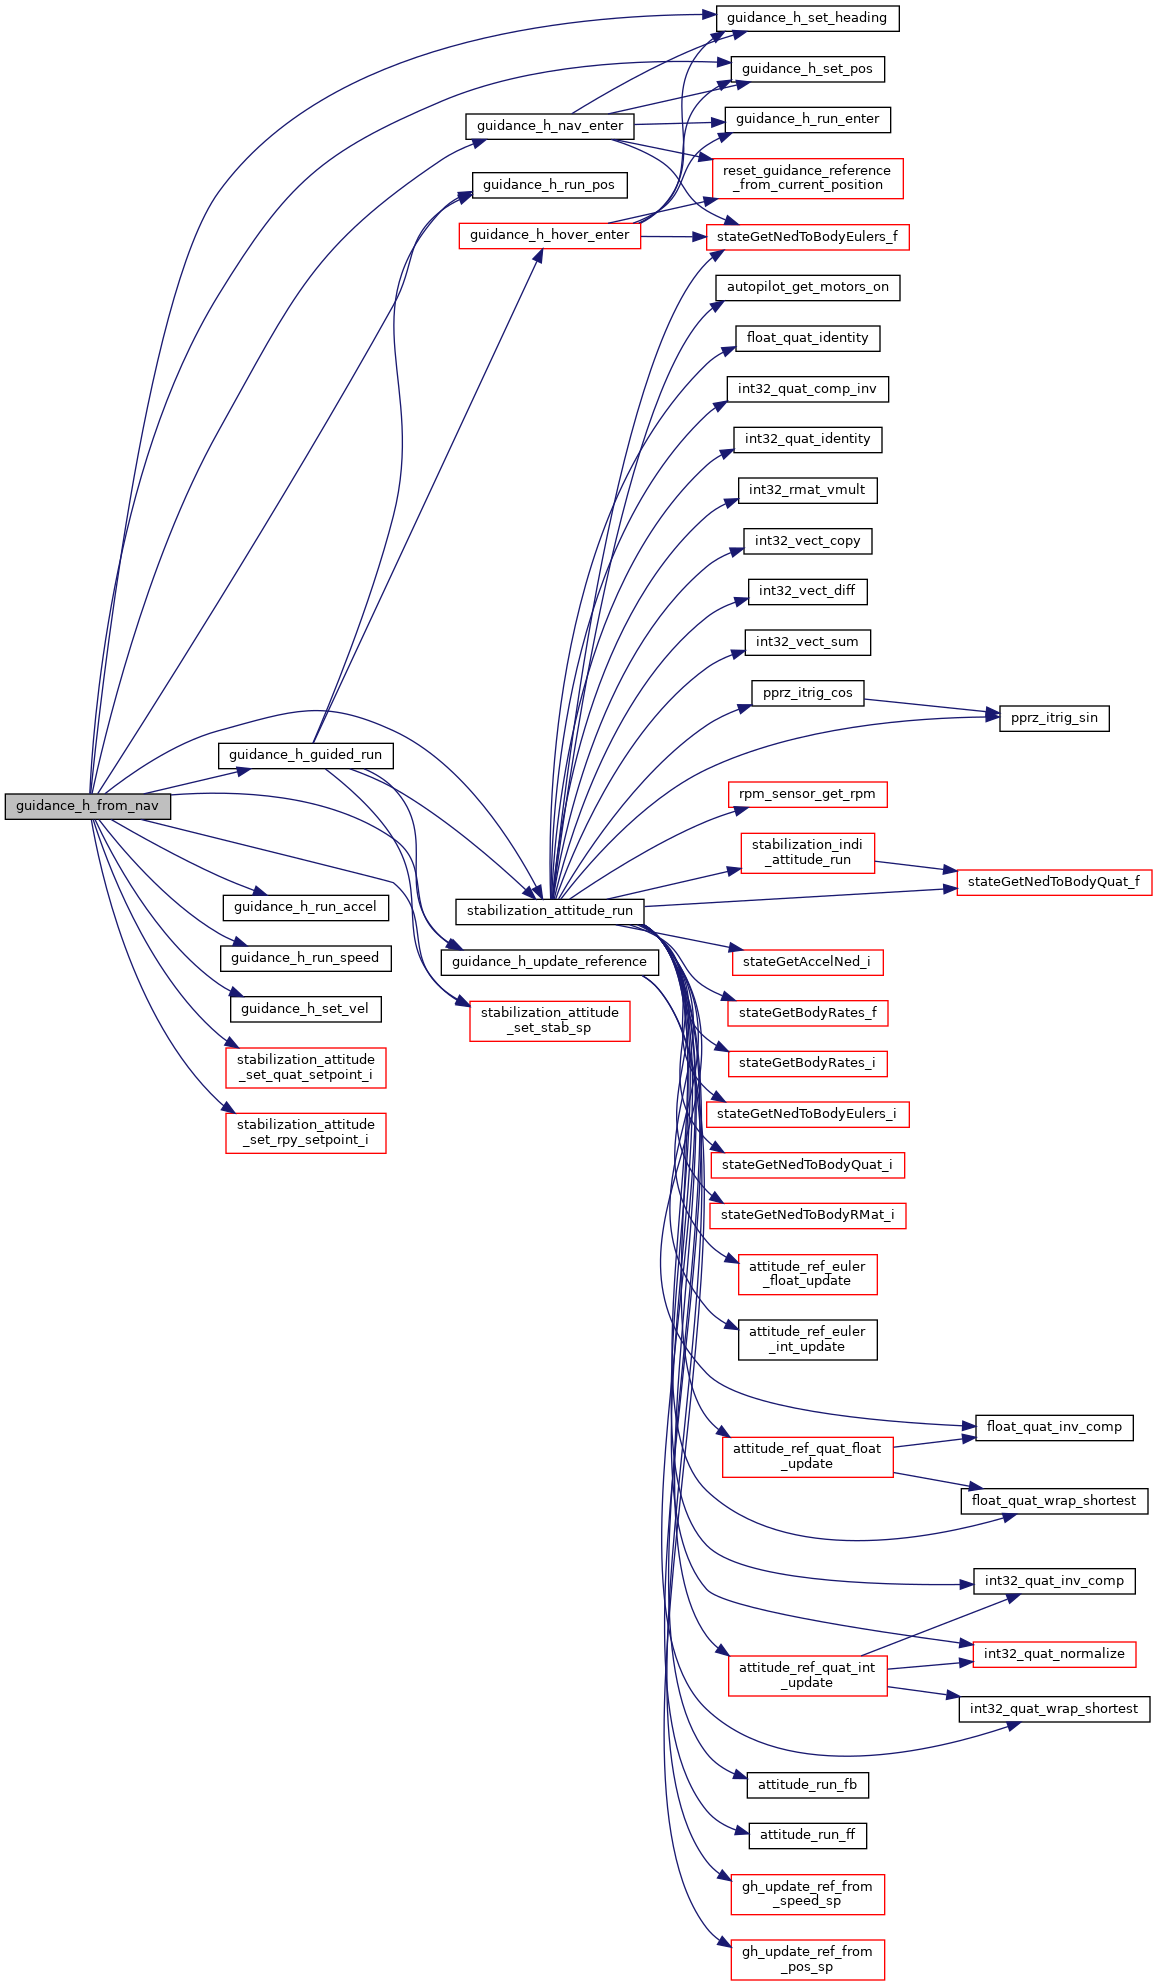 guidance_h_set_heading
guidance_h_set_pos
guidance_h_nav_enter
guidance_h_run_enter
reset_guidance_reference
_from_current_position
guidance_h_run_pos
guidance_h_hover_enter
stateGetNedToBodyEulers_f
autopilot_get_motors_on
float_quat_identity
int32_quat_comp_inv
int32_quat_identity
int32_rmat_vmult
int32_vect_copy
int32_vect_diff
int32_vect_sum
pprz_itrig_cos
pprz_itrig_sin
guidance_h_guided_run
guidance_h_from_nav
rpm_sensor_get_rpm
stabilization_indi
_attitude_run
stateGetNedToBodyQuat_f
guidance_h_run_accel
stabilization_attitude_run
guidance_h_run_speed
guidance_h_update_reference
stateGetAccelNed_i
guidance_h_set_vel
stabilization_attitude
_set_stab_sp
stateGetBodyRates_f
stabilization_attitude
_set_quat_setpoint_i
stateGetBodyRates_i
stateGetNedToBodyEulers_i
stabilization_attitude
_set_rpy_setpoint_i
stateGetNedToBodyQuat_i
stateGetNedToBodyRMat_i
attitude_ref_euler
_float_update
attitude_ref_euler
_int_update
float_quat_inv_comp
attitude_ref_quat_float
_update
float_quat_wrap_shortest
int32_quat_inv_comp
int32_quat_normalize
attitude_ref_quat_int
_update
int32_quat_wrap_shortest
attitude_run_fb
attitude_run_ff
gh_update_ref_from
_speed_sp
gh_update_ref_from
_pos_sp